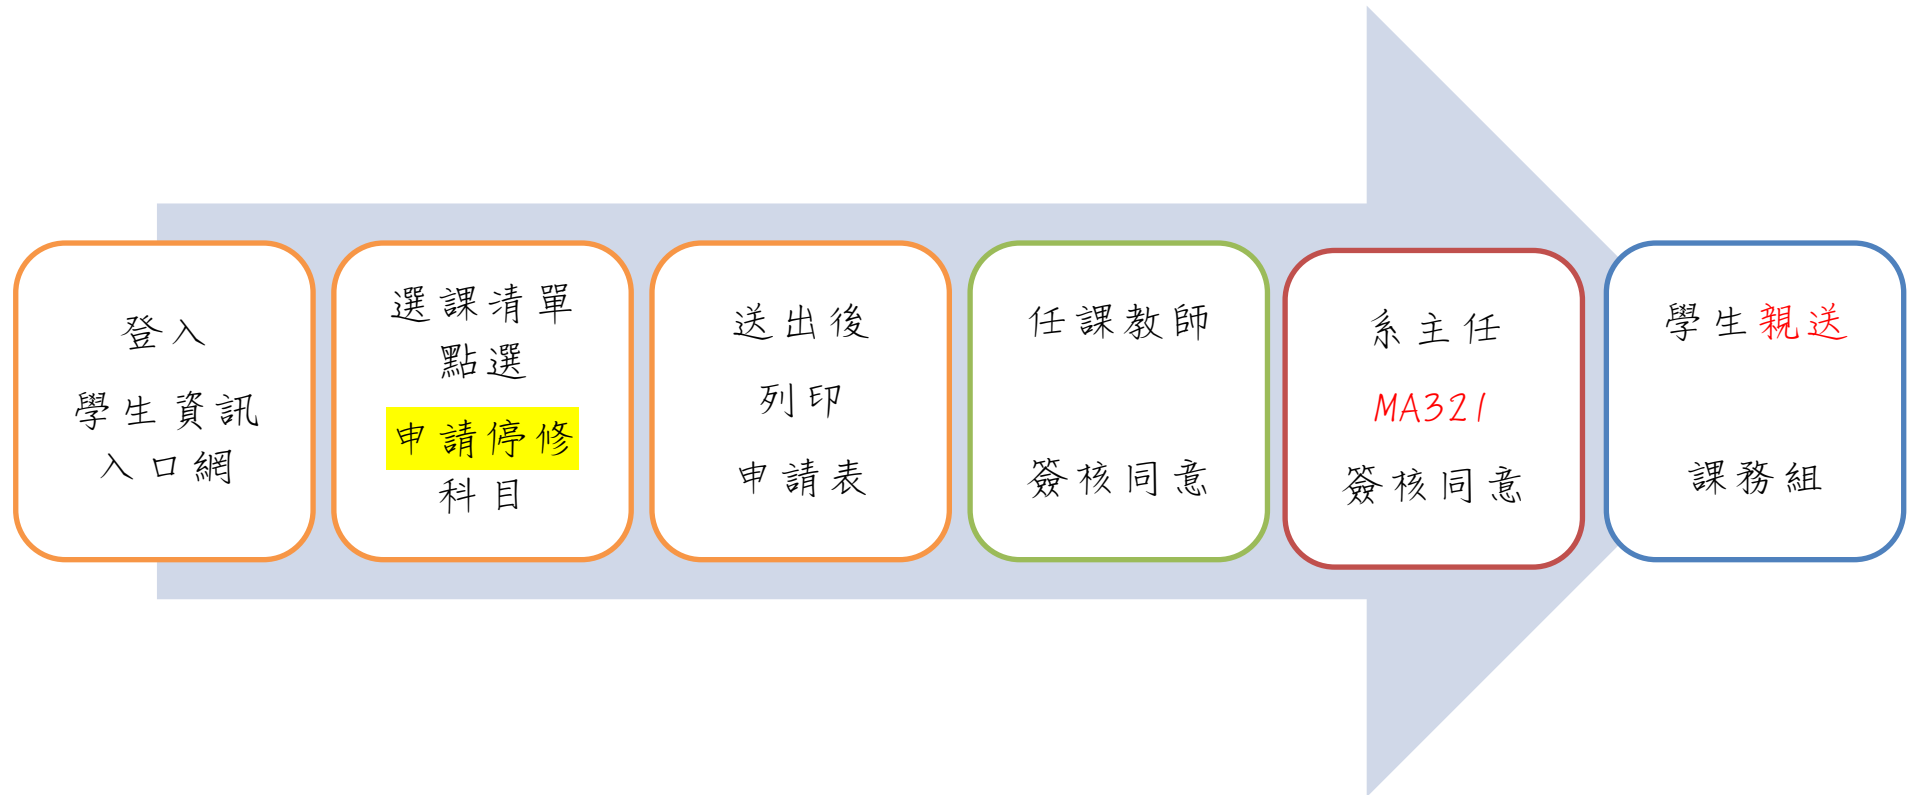 登入
學生資訊
入口網
選課清單
點選
申請停修
科目
送出後
列印
申請表
任課教師
簽核同意
系主任
MA321
簽核同意
學生親送
課務組